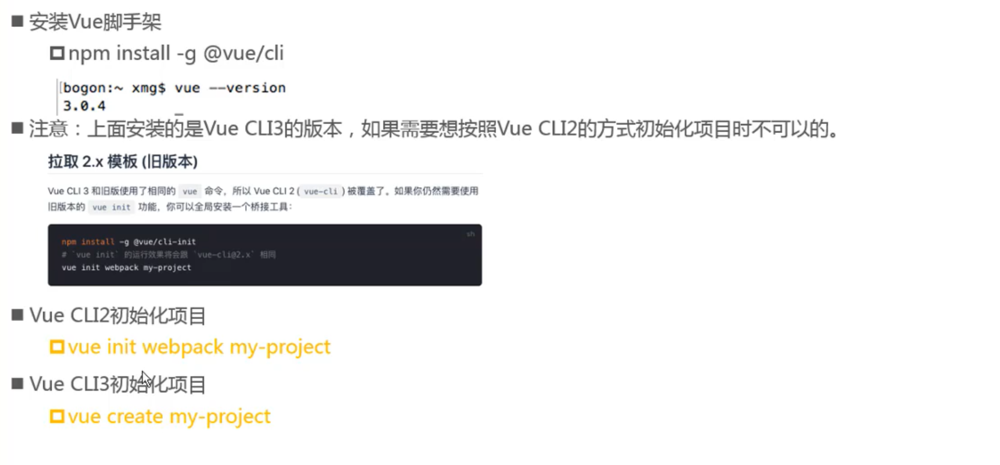 安装Vue脚手架
npm install -g @vue/cli
[bogon:~ xmg$ vue --version
3.0.4
注意：上面安装的是Vue CLI3的版本，如果需要想按照Vue CLI2的方式初始化项目时不可以的。
拉取 2.x 模板 (旧版本)
Vue CLI 3 和旧版使用了相同的 vue 命令，所以 Vue CLI 2 ( vue-cli ) 被覆盖了。如果你仍然需要使用
旧版本的 vue init 功能，你可以全局安装一个桥接工具：
sh
npm install -g @vue/cli-init
# `vue init` 的运行效果将会跟 `vue-cli@2.x` 相同
vue init webpack my-project
Vue CLI2初始化项目
vue init webpack my-project
Vue CLI3初始化项目
vue create my-project